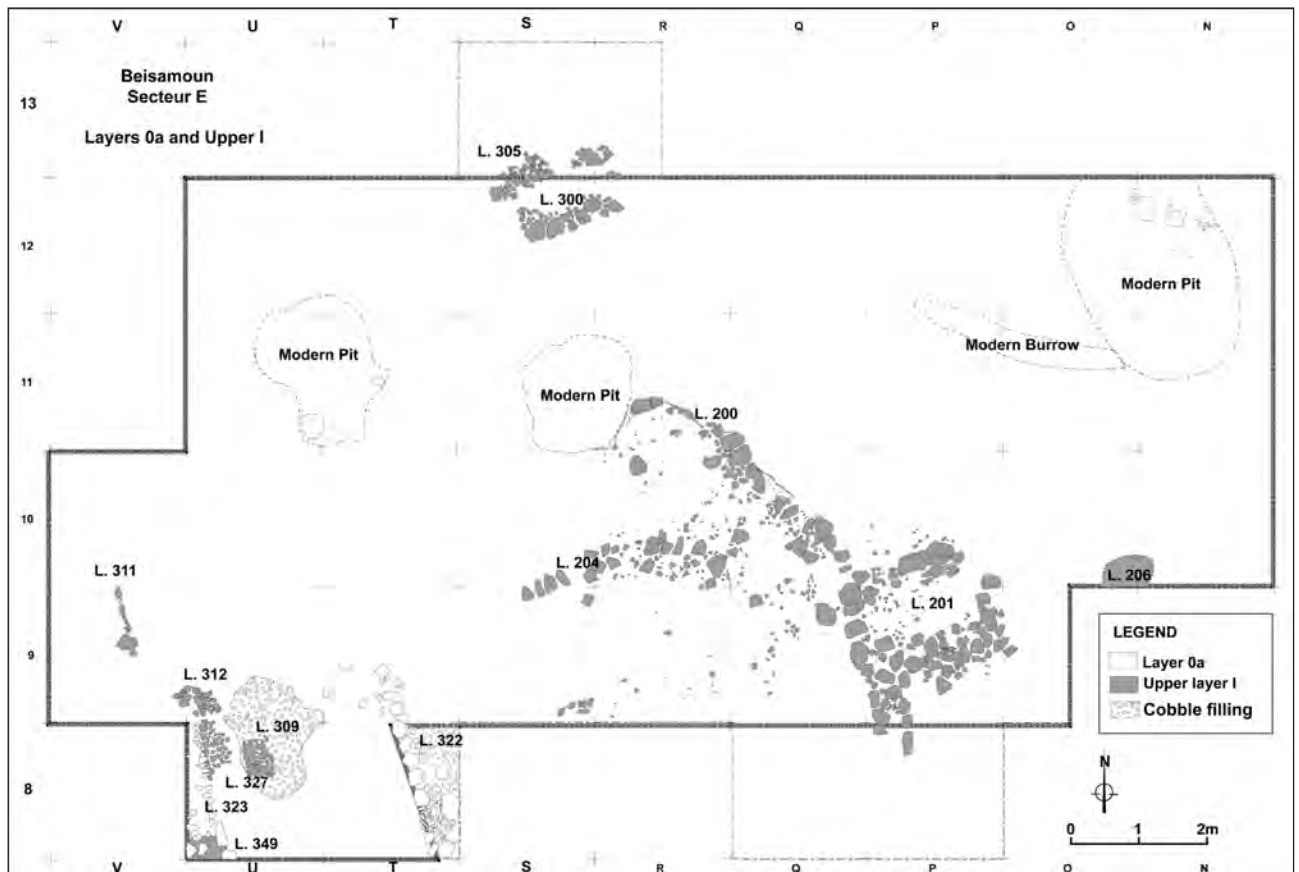 V U T S R Q P O N
Beisamoun
Secteur E
Layers 0a and Upper I
13
L. 305
L. 300
12
Modern Pit
Modern Pit
Modern Burrow
11
Modern Pit
L. 200
10
L. 204
L. 311
L. 206
L. 201
9
LEGEND
Layer 0a
Upper layer I
Cobble filling
L. 312
L. 309
L. 322
L. 327
8
L. 323
L. 349
N
0 1 2m
V U T S R Q P O N